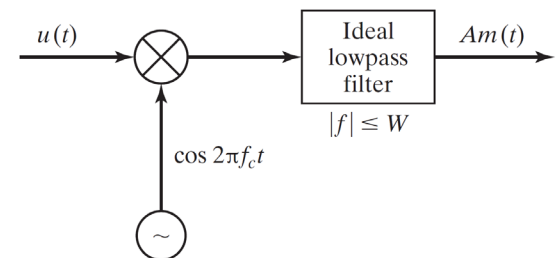 u(t)
Ideal
lowpass
filter
Am(t)
|f| ≤ W
cos 2πf_ct
~